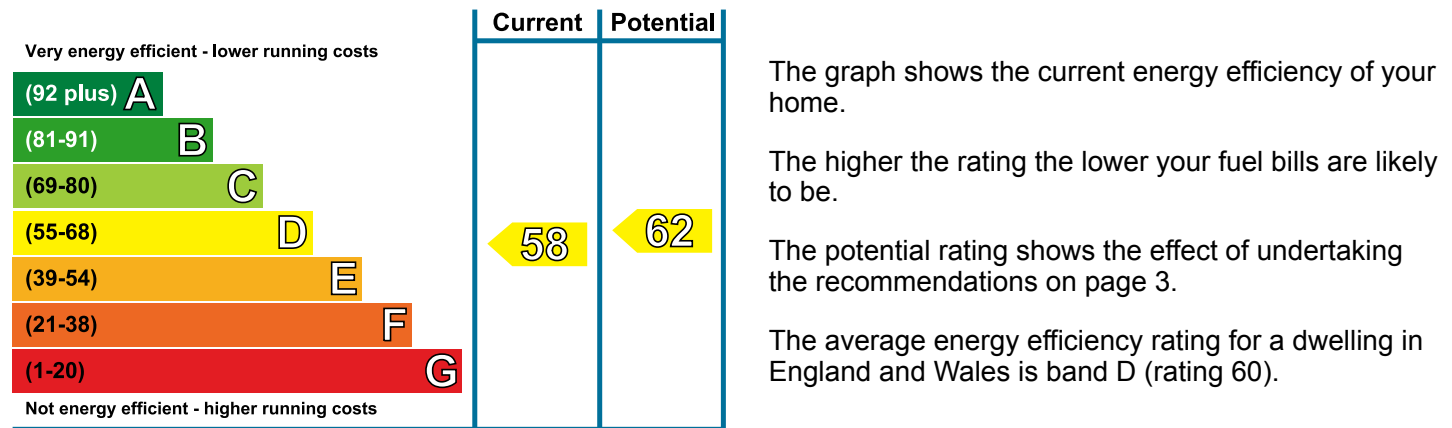 Current Potential
Very energy efficient - lower running costs
(92 plus) A
(81-91) B
(69-80) C
(55-68) D
58
62
(39-54) E
(21-38) F
(1-20) G
Not energy efficient - higher running costs
The graph shows the current energy efficiency of your
home.
The higher the rating the lower your fuel bills are likely
to be.
The potential rating shows the effect of undertaking
the recommendations on page 3.
The average energy efficiency rating for a dwelling in
England and Wales is band D (rating 60).